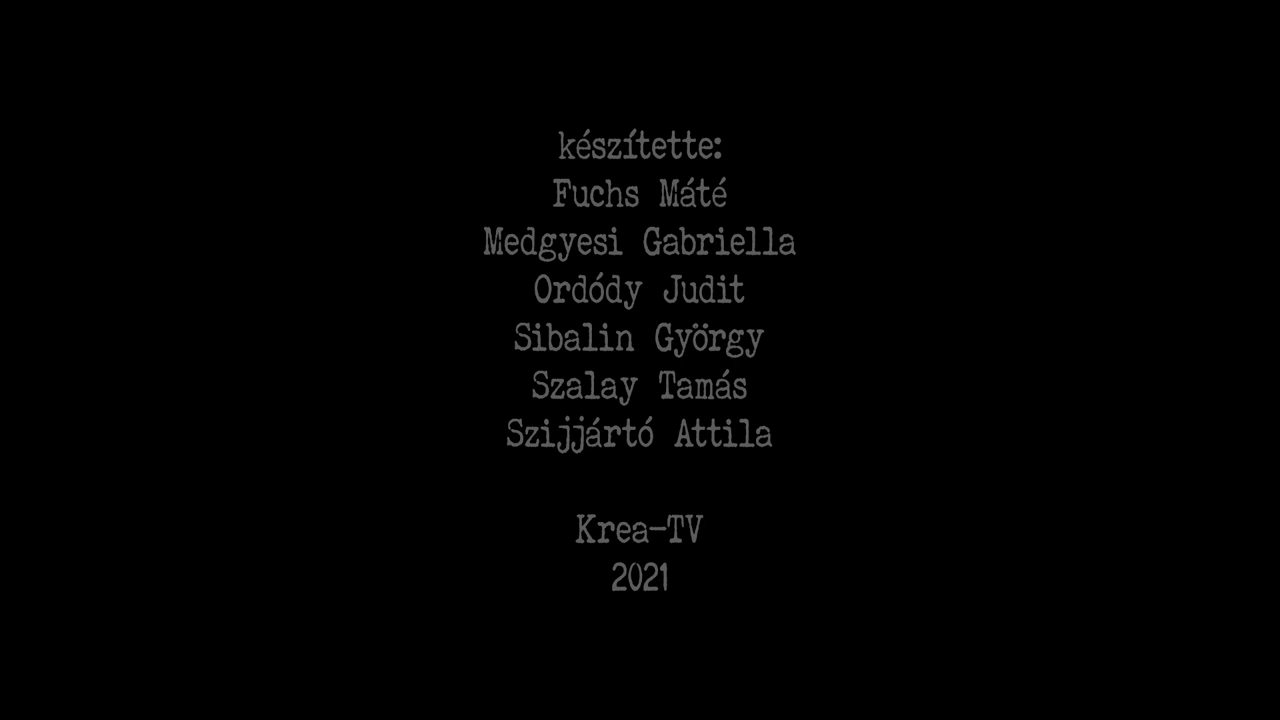 készítette:
Fuchs Máté
Medgyesi Gabriella
Ordódy Judit
Sibalin György
Szalay Tamás
Szijjártó Attila
Krea-TV
2021